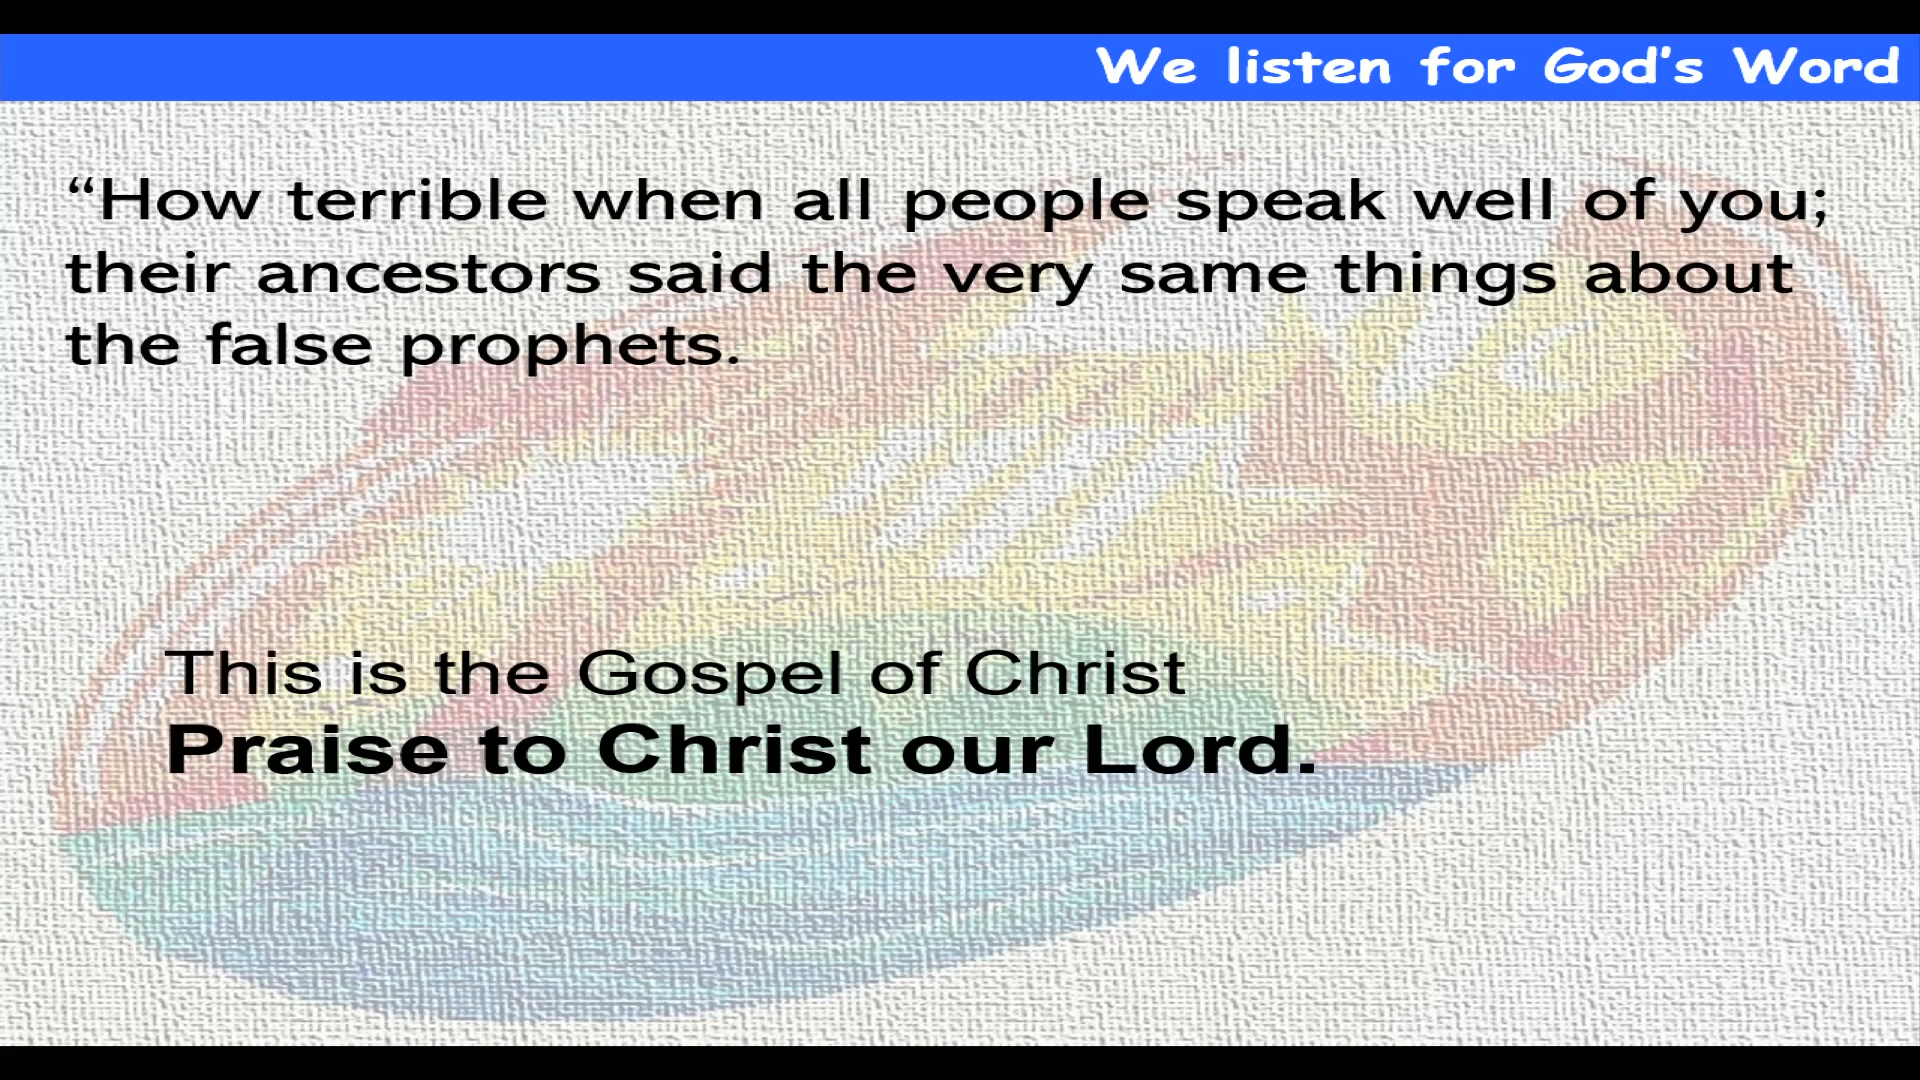 We listen for God's Word
“How terrible when all people speak well of you;
their ancestors said the very same things about
the false prophets.
This is the Gospel of Christ
Praise to Christ our Lord.